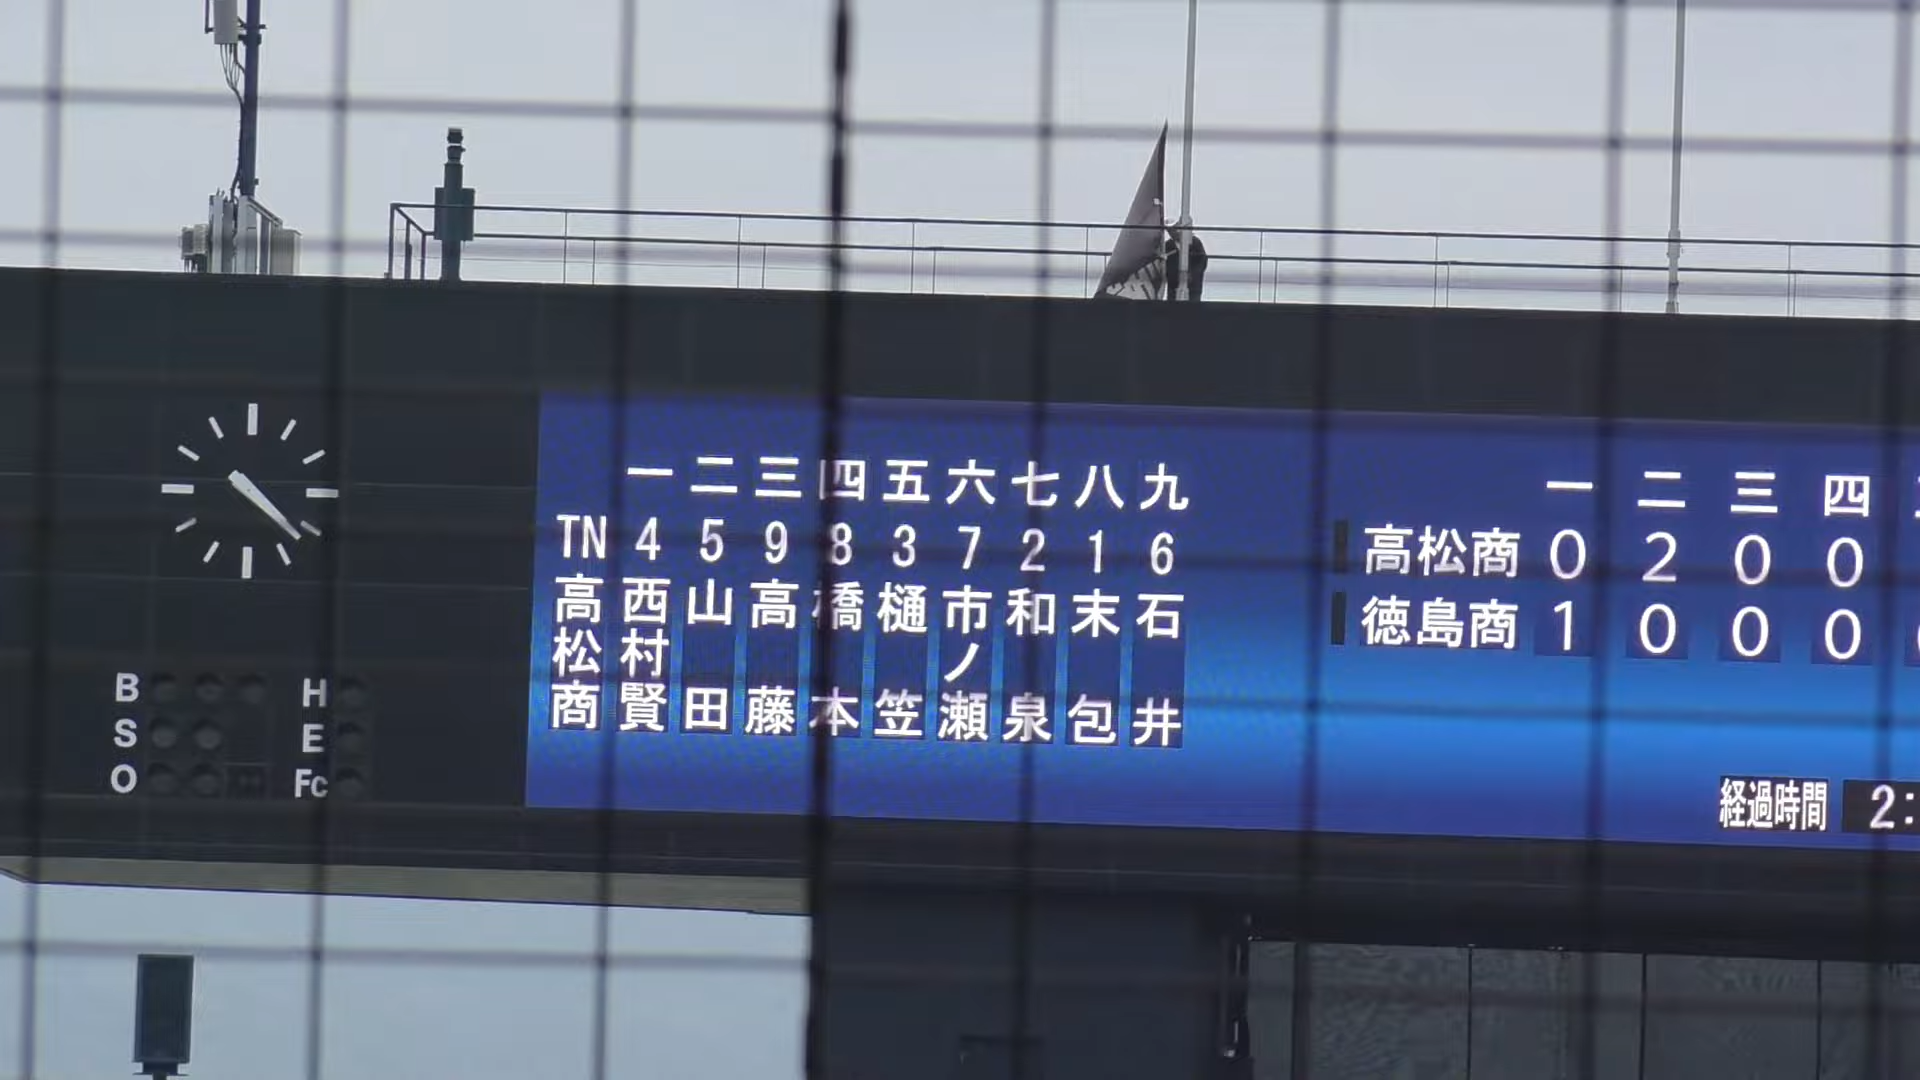 一 二 三 四 五 六 七 八 九
TN 4 5 9 8 3 7 2 1 6
高松商 西村賢 山田 高藤 橋本 樋笠 市ノ瀬 和泉 末包 石井
一 二 三 四
高松商 0 2 0 0
徳島商 1 0 0 0
経過時間 2:
B H
S E
O Fc